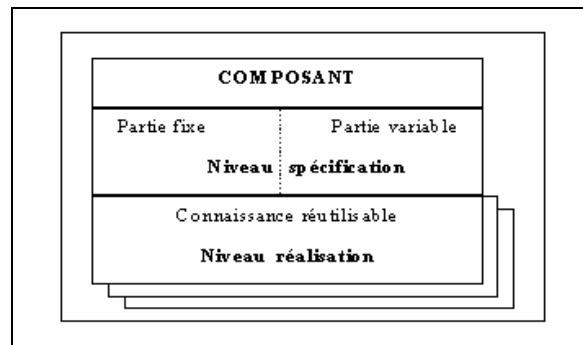 COMPOSANT
Partie fixe Partie variable
Niveau spécification
Connaissance réutilisable
Niveau réalisation